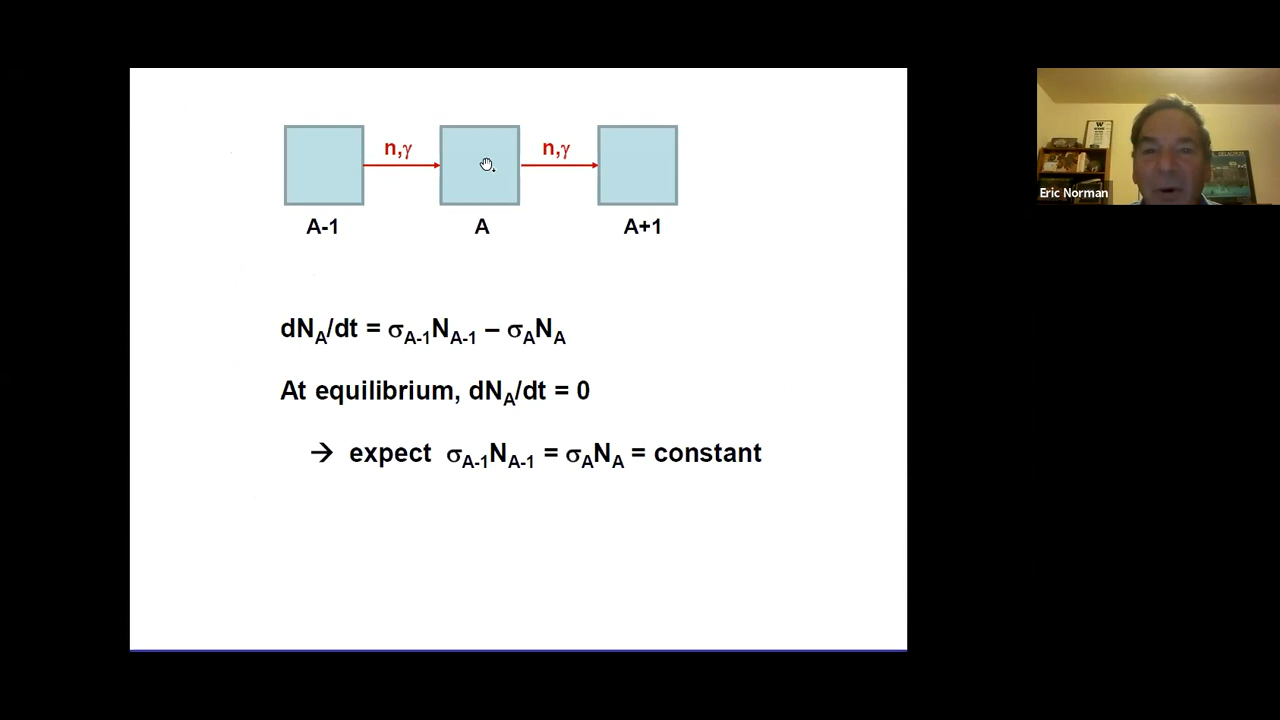 n,γ n,γ
A-1 A A+1
dN_A/dt = σ_A-1N_A-1 – σ_AN_A
At equilibrium, dN_A/dt = 0
→ expect σ_A-1N_A-1 = σ_AN_A = constant
Eric Norman